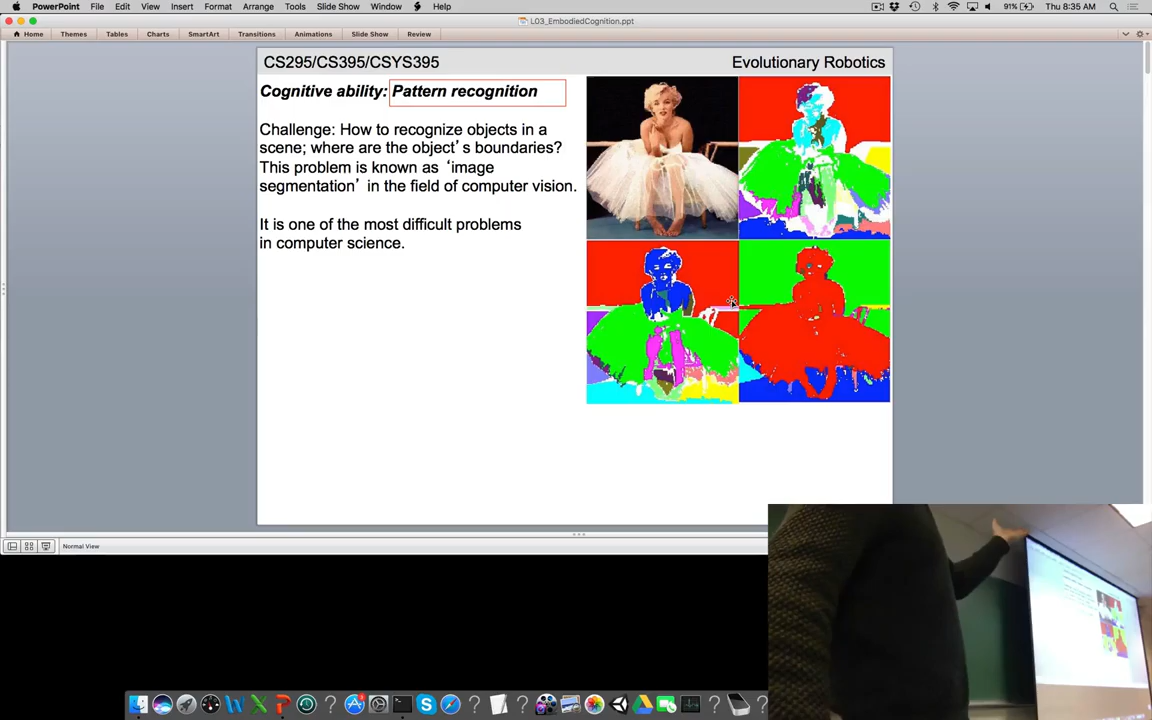 PowerPoint File Edit View Insert Format Arrange Tools Slide Show Window Help 91% Thu 8:35 AM
L03_EmbodiedCognition.ppt
Home Themes Tables Charts SmartArt Transitions Animations Slide Show Review
CS295/CS395/CSYS395 Evolutionary Robotics
Cognitive ability: Pattern recognition
Challenge: How to recognize objects in a
scene; where are the object’s boundaries?
This problem is known as ‘image
segmentation’ in the field of computer vision.
It is one of the most difficult problems
in computer science.
Normal View